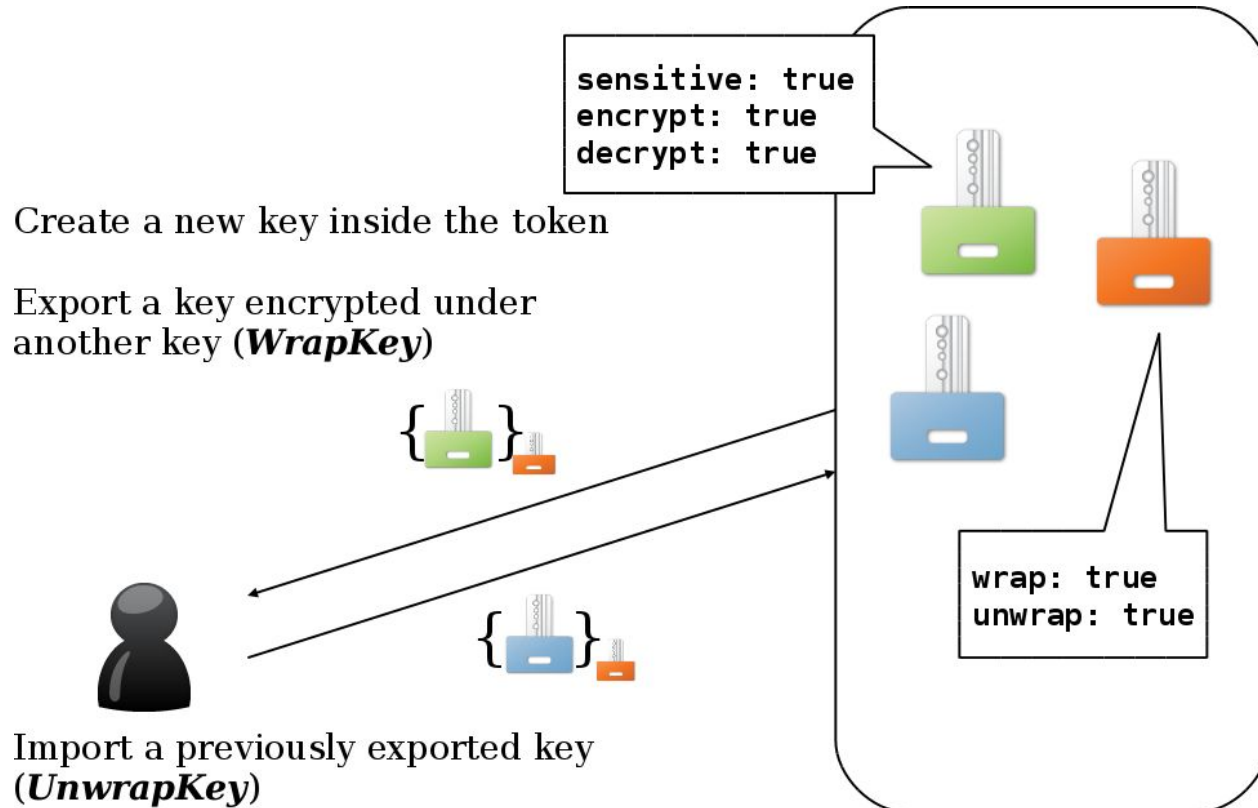 sensitive: true
encrypt: true
decrypt: true
Create a new key inside the token
Export a key encrypted under
another key (WrapKey)
{ }
{ }
wrap: true
unwrap: true
Import a previously exported key
(UnwrapKey)